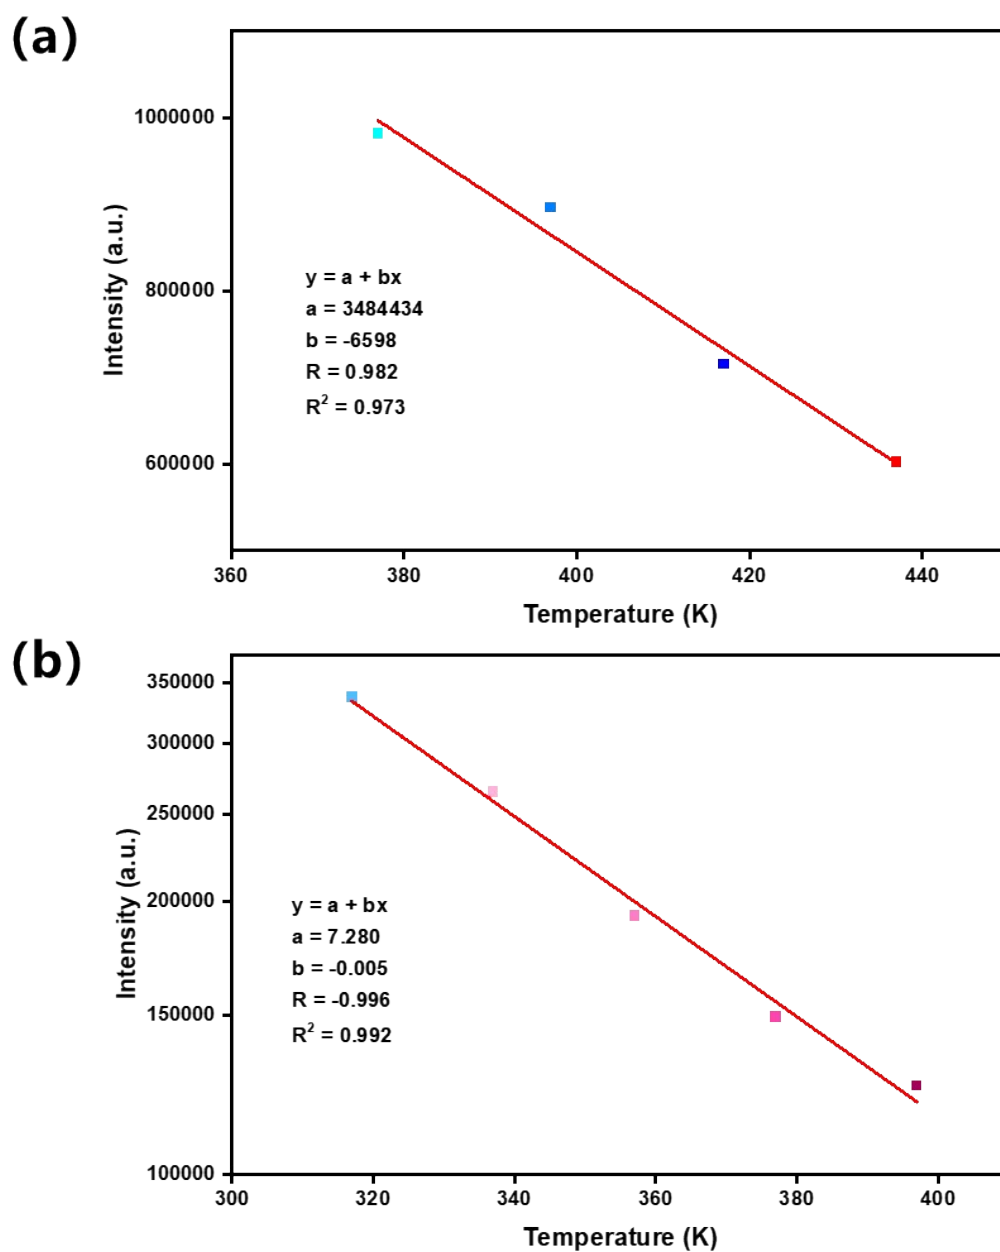 (a)
1000000
800000
600000
Intensity (a.u.)
y = a + bx
a = 3484434
b = -6598
R = 0.982
R² = 0.973
360 380 400 420 440
Temperature (K)
(b)
350000
300000
250000
200000
150000
100000
Intensity (a.u.)
y = a + bx
a = 7.280
b = -0.005
R = -0.996
R² = 0.992
300 320 340 360 380 400
Temperature (K)